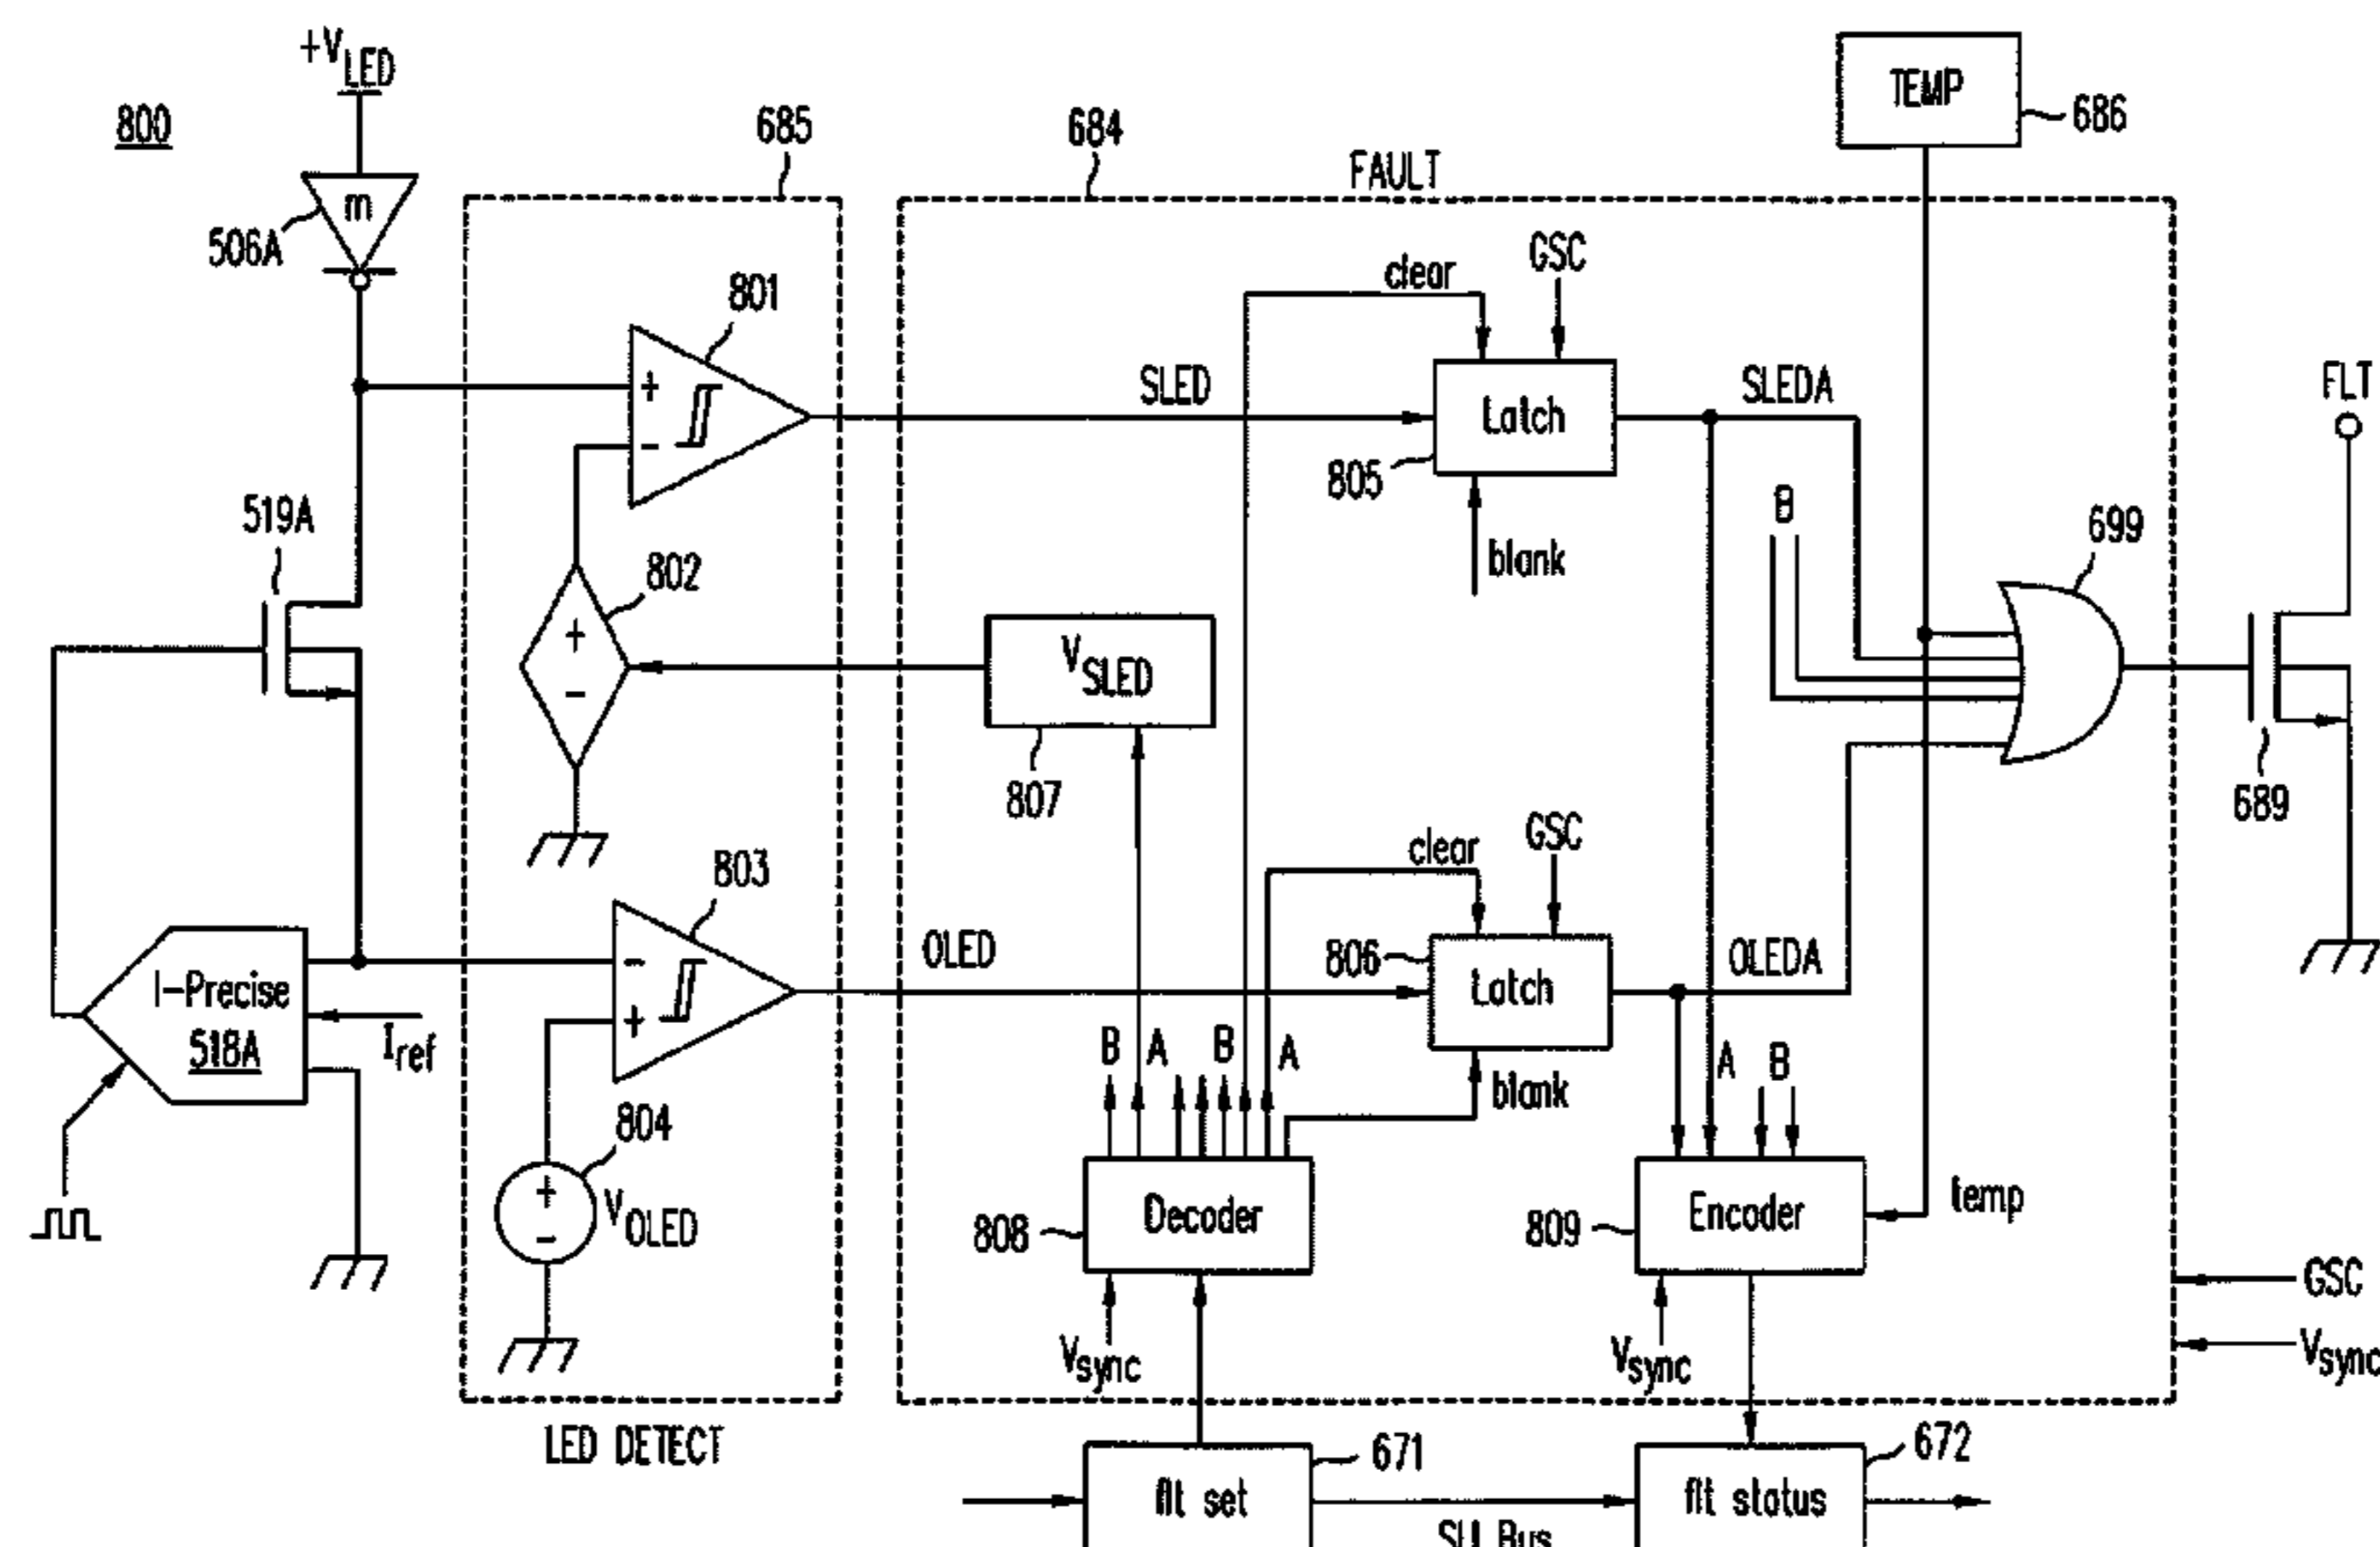 800
+VLED
m
506A
685
684
FAULT
TEMP
686
801
+
-
clear
GSC
SLED
Latch
805
SLEDA
FLT
blank
B
699
519A
802
+
-
VSLED
807
689
803
-
+
clear
GSC
OLED
806
Latch
OLEDA
I-Precise
518A
Iref
B
A
B
A
blank
A
B
804
+
-
VOLED
808
Decoder
809
Encoder
temp
Vsync
Vsync
GSC
Vsync
LED DETECT
flt set
671
flt status
672
SLI Bus